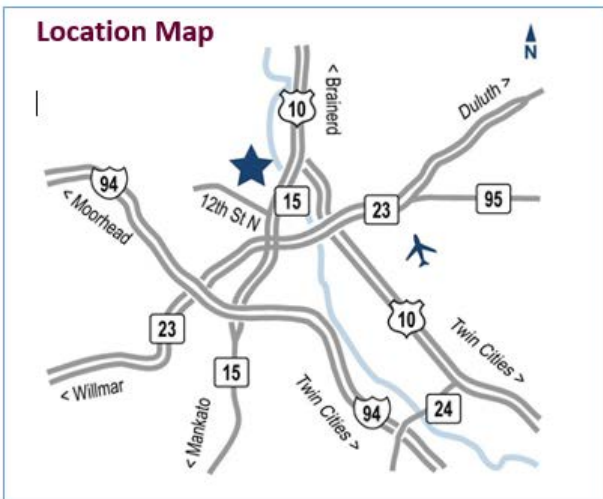 Location Map
N
< Brainerd
10
Duluth >
94
< Moorhead
12th St N
15
23
95
23
10
Twin Cities >
< Willmar
15
< Mankato
Twin Cities >
94
24